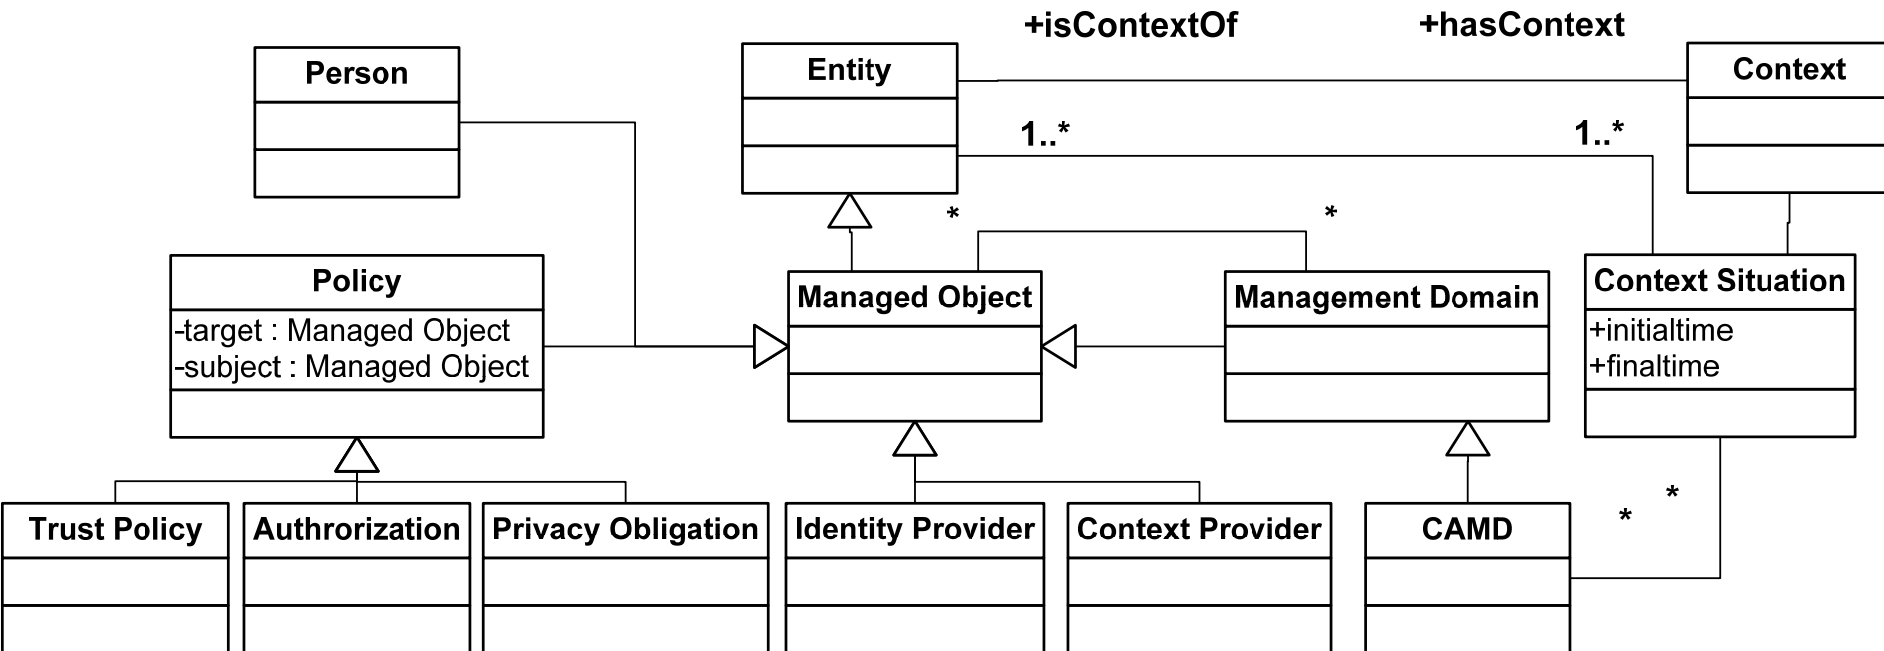 +isContextOf
+hasContext
Person
Entity
Context
1..*
1..*
*
*
Policy
-target : Managed Object
-subject : Managed Object
Managed Object
Management Domain
Context Situation
+initialtime
+finaltime
*
*
Trust Policy
Authrorization
Privacy Obligation
Identity Provider
Context Provider
CAMD